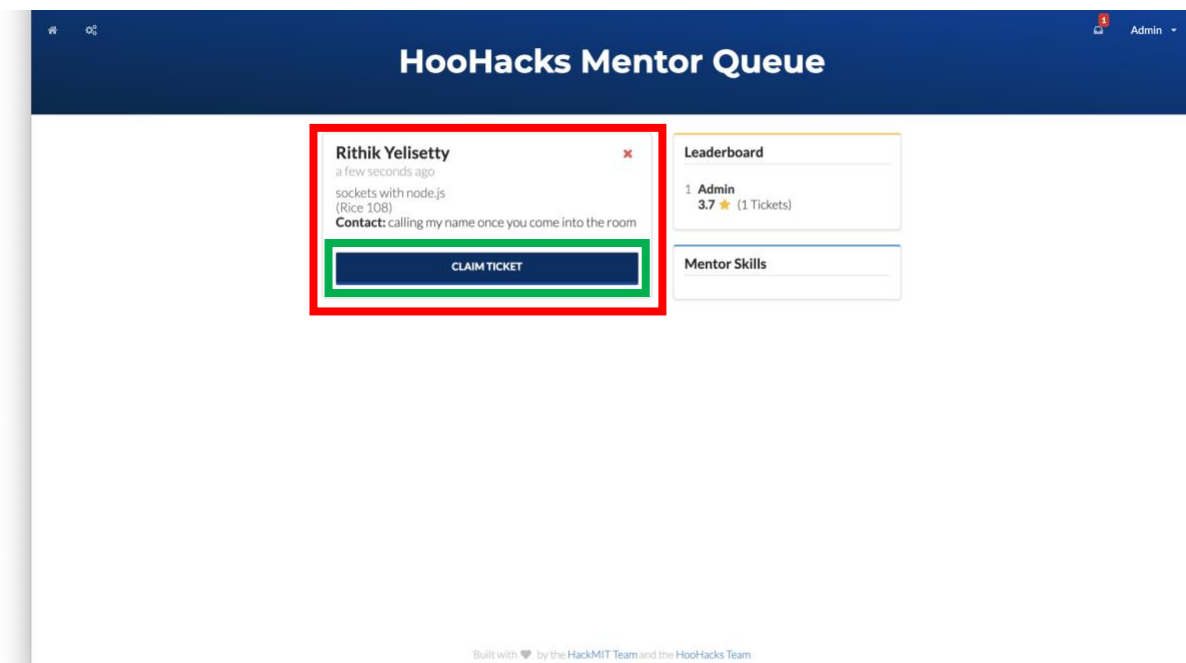 1
Admin
HooHacks Mentor Queue
Rithik Yelisetty
a few seconds ago
sockets with node.js
(Rice 108)
Contact: calling my name once you come into the room
CLAIM TICKET
Leaderboard
1 Admin
3.7 (1 Tickets)
Mentor Skills
Built with by the HackMIT Team and the HooHacks Team